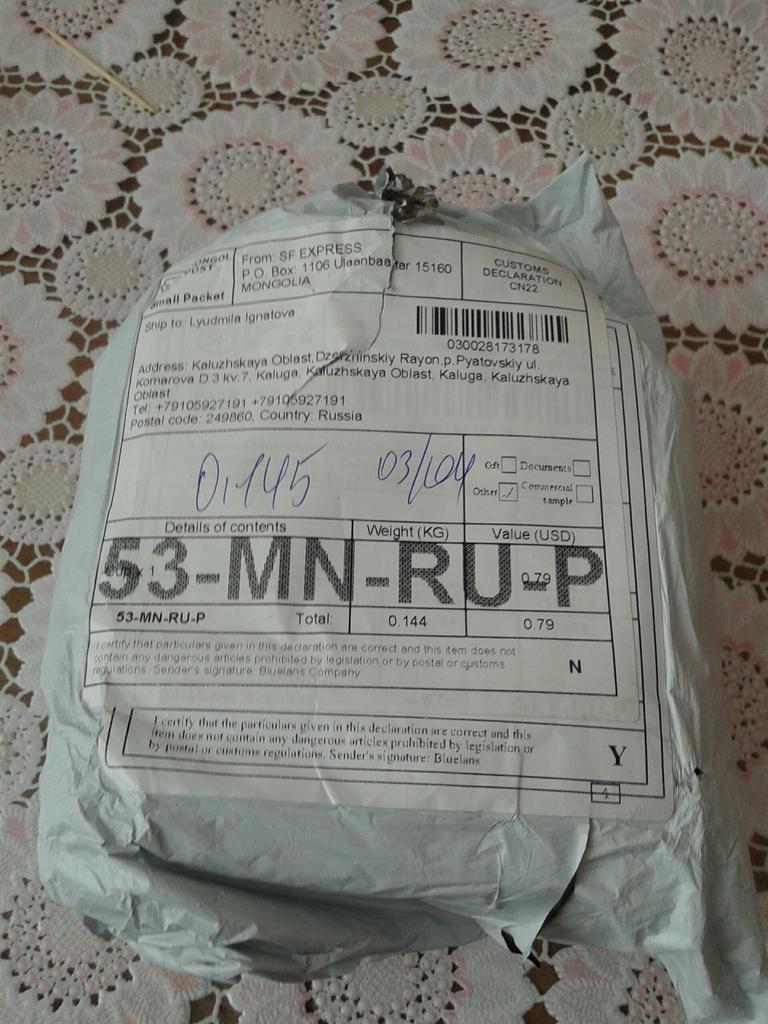 ONGOL
POST
Small Packet
From: SF EXPRESS
P.O. Box: 1106 Ulaanbaatar 15160
MONGOLIA
CUSTOMS
DECLARATION
CN22
Ship to: Lyudmila Ignatova
030028173178
Address: Kaluzhskaya Oblast,Dzerzhinskiy Rayon,p.Pyatovskiy ul.
Komarova D.3 kv.7, Kaluga, Kaluzhskaya Oblast, Kaluga, Kaluzhskaya
Oblast
Tel: +79105927191 +79105927191
postal code: 249860, Country: Russia
0,145 03/04
Gift Documents
Other Commercial
sample
Details of contents Weight (KG) Value (USD)
53-MN-RU-P
x 1 0.79
53-MN-RU-P Total: 0.144 0.79
I certify that particulars given in this declaration are correct and this item does not
contain any dangerous articles prohibited by legislation or by postal or customs
regulations. Sender's signature: Bluelans Company
N
I certify that the particulars given in this declaration are correct and this
item does not contain any dangerous articles prohibited by legislation or
by postal or customs regulations. Sender's signature: Bluelans
Y
4